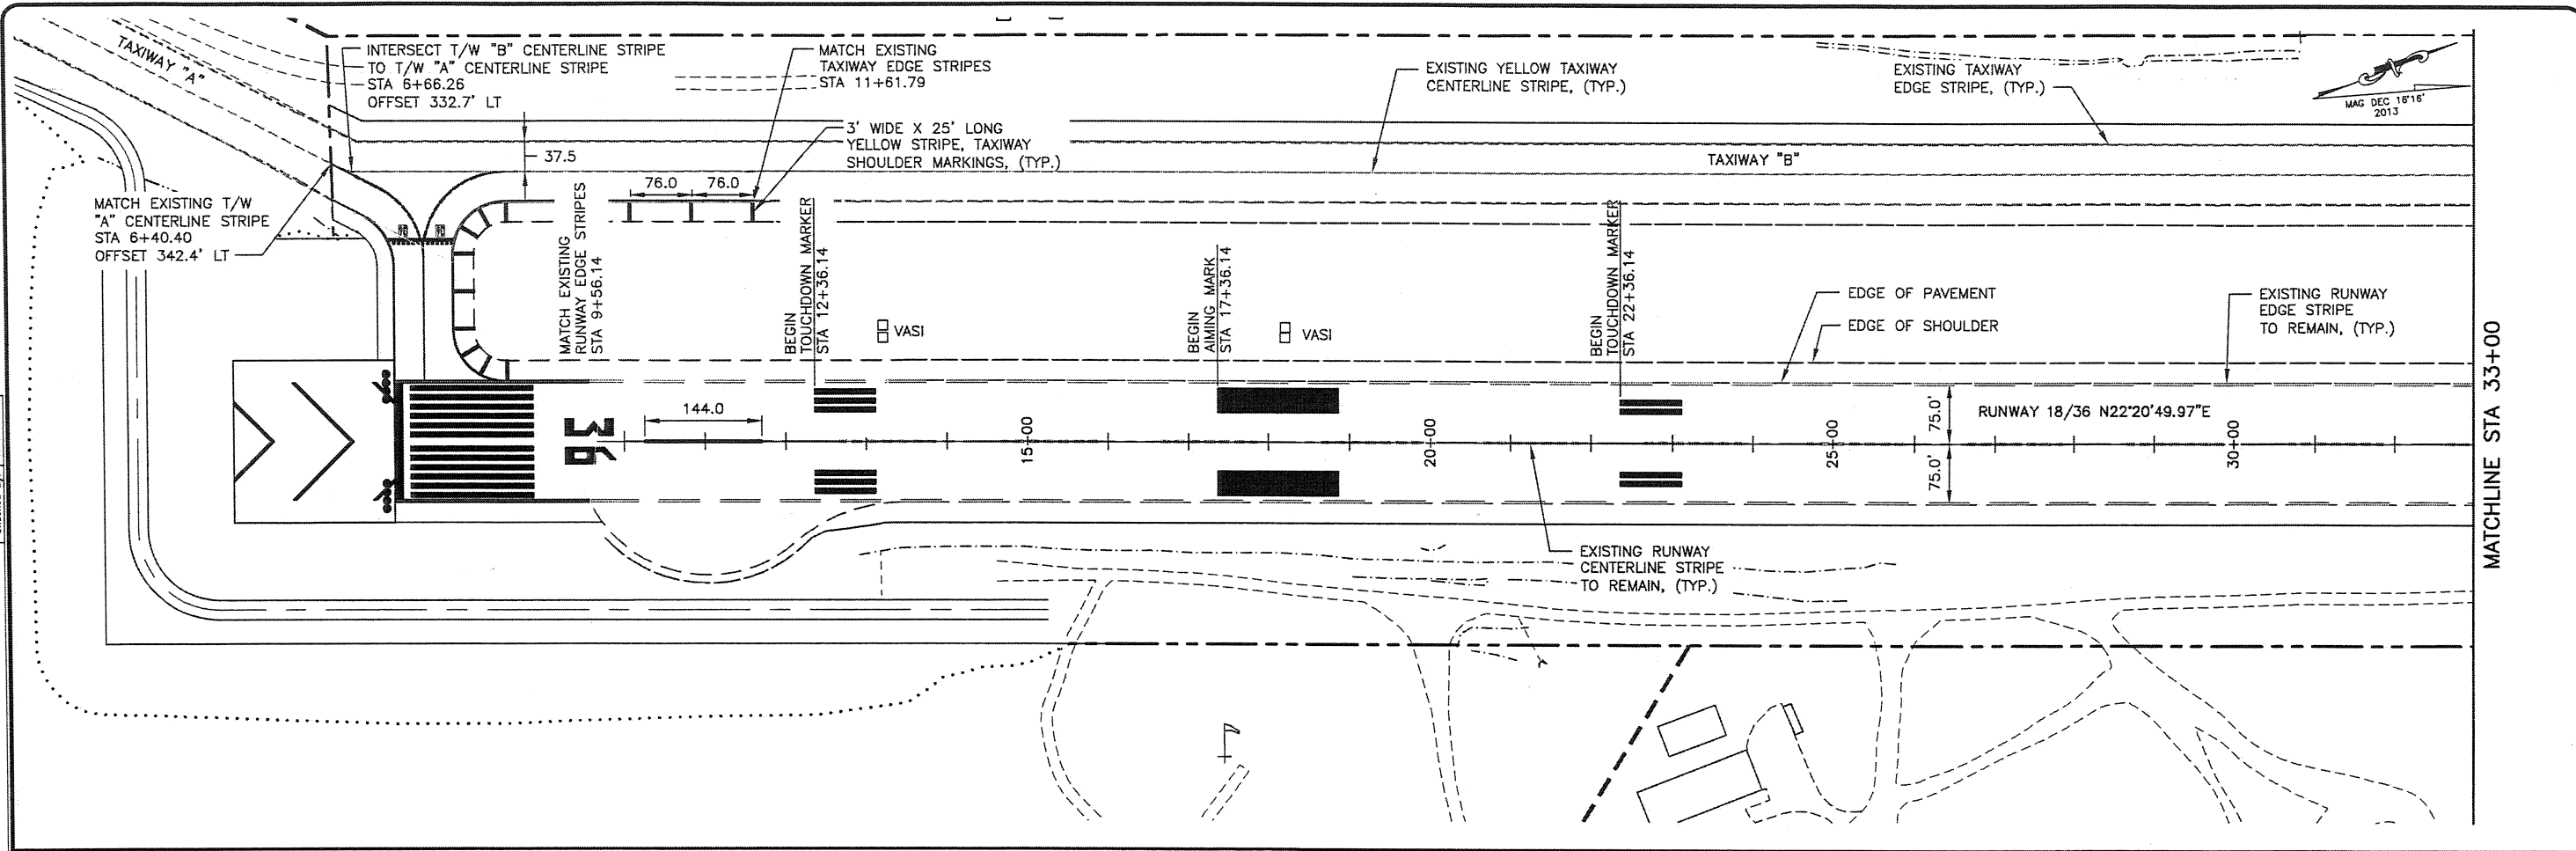 TAXIWAY "A"
INTERSECT T/W "B" CENTERLINE STRIPE
TO T/W "A" CENTERLINE STRIPE
STA 6+66.26
OFFSET 332.7' LT
MATCH EXISTING
TAXIWAY EDGE STRIPES
STA 11+61.79
3' WIDE X 25' LONG
YELLOW STRIPE, TAXIWAY
SHOULDER MARKINGS, (TYP.)
EXISTING YELLOW TAXIWAY
CENTERLINE STRIPE, (TYP.)
EXISTING TAXIWAY
EDGE STRIPE, (TYP.)
MAG DEC 16°16'
2013
37.5
76.0
76.0
TAXIWAY "B"
MATCH EXISTING T/W
"A" CENTERLINE STRIPE
STA 6+40.40
OFFSET 342.4' LT
MATCH EXISTING
RUNWAY EDGE STRIPES
STA 9+56.14
BEGIN
TOUCHDOWN MARKER
STA 12+36.14
VASI
BEGIN
AIMING MARK
STA 17+36.14
VASI
BEGIN
TOUCHDOWN MARKER
STA 22+36.14
EDGE OF PAVEMENT
EDGE OF SHOULDER
EXISTING RUNWAY
EDGE STRIPE
TO REMAIN, (TYP.)
36
144.0
15+00
20+00
25+00
30+00
75.0'
75.0'
RUNWAY 18/36 N22°20'49.97"E
EXISTING RUNWAY
CENTERLINE STRIPE
TO REMAIN, (TYP.)
MATCHLINE STA 33+00